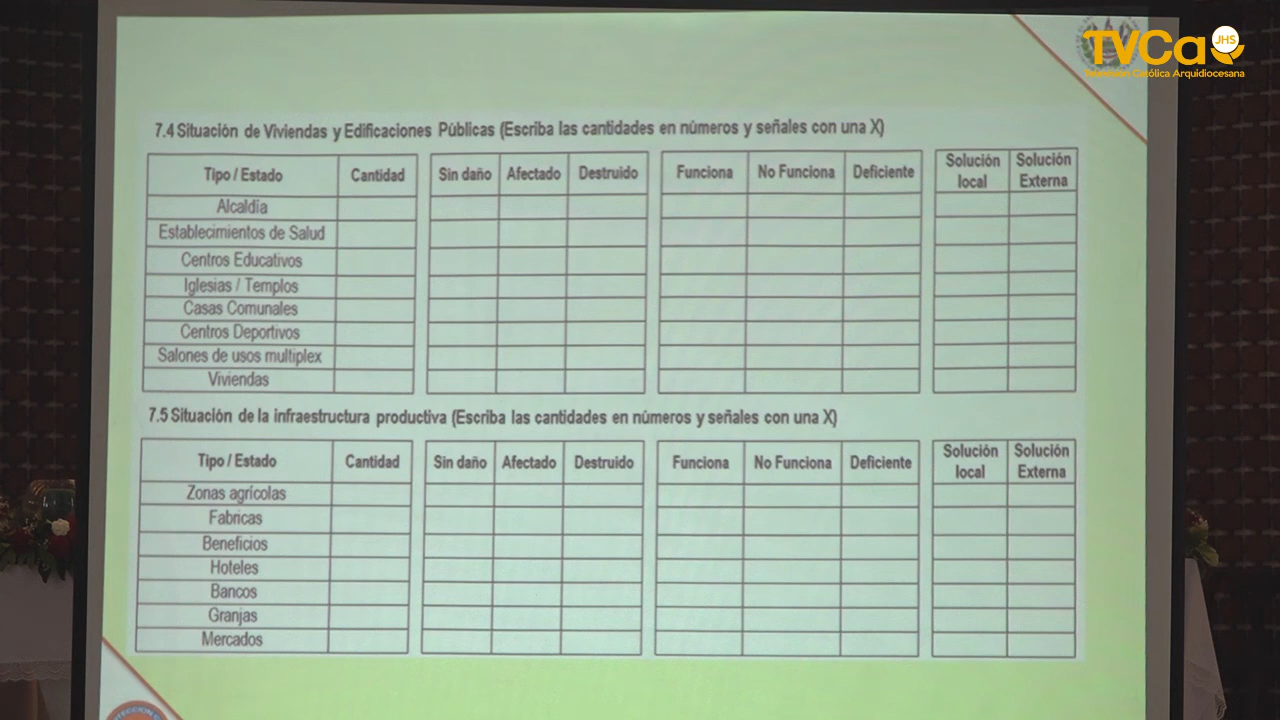 TVCa
JHS
Televisión Católica Arquidiocesana
7.4 Situación de Viviendas y Edificaciones Públicas (Escriba las cantidades en números y señales con una X)
Tipo / Estado Cantidad Sin daño Afectado Destruido Funciona No Funciona Deficiente Solución local Solución Externa
Alcaldía
Establecimientos de Salud
Centros Educativos
Iglesias / Templos
Casas Comunales
Centros Deportivos
Salones de usos multiplex
Viviendas
7.5 Situación de la infraestructura productiva (Escriba las cantidades en números y señales con una X)
Tipo / Estado Cantidad Sin daño Afectado Destruido Funciona No Funciona Deficiente Solución local Solución Externa
Zonas agrícolas
Fabricas
Beneficios
Hoteles
Bancos
Granjas
Mercados